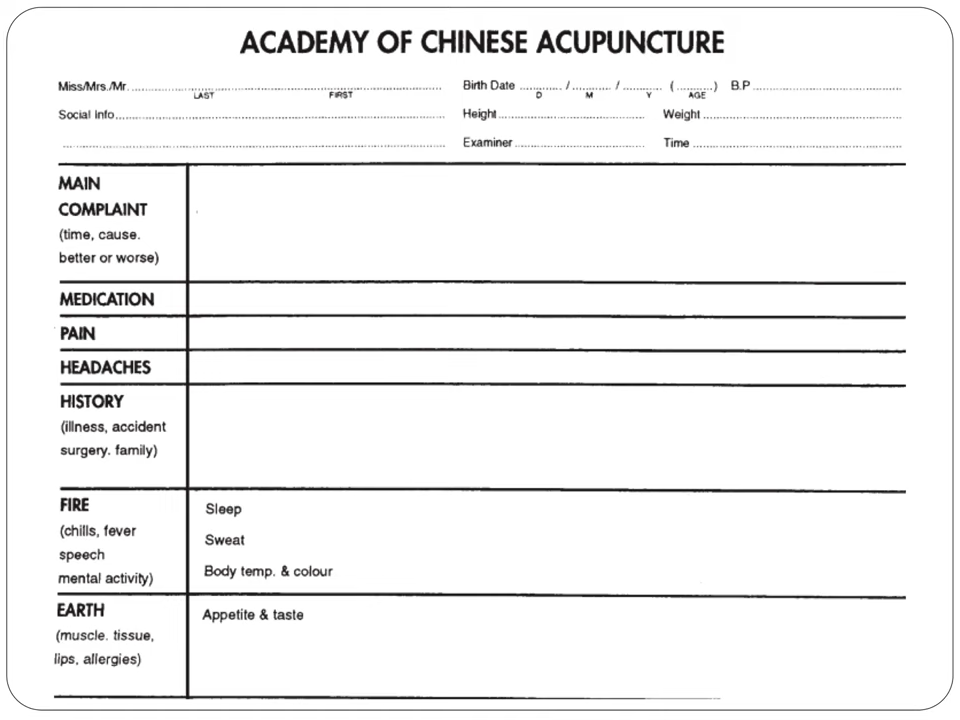 ACADEMY OF CHINESE ACUPUNCTURE
Miss/Mrs./Mr. Birth Date / / ( ) B.P
LAST FIRST D M Y AGE
Social Info Height Weight
Examiner Time
MAIN
COMPLAINT
(time, cause.
better or worse)
MEDICATION
PAIN
HEADACHES
HISTORY
(illness, accident
surgery. family)
FIRE
(chills, fever
speech
mental activity)
Sleep
Sweat
Body temp. & colour
EARTH
(muscle. tissue,
lips, allergies)
Appetite & taste